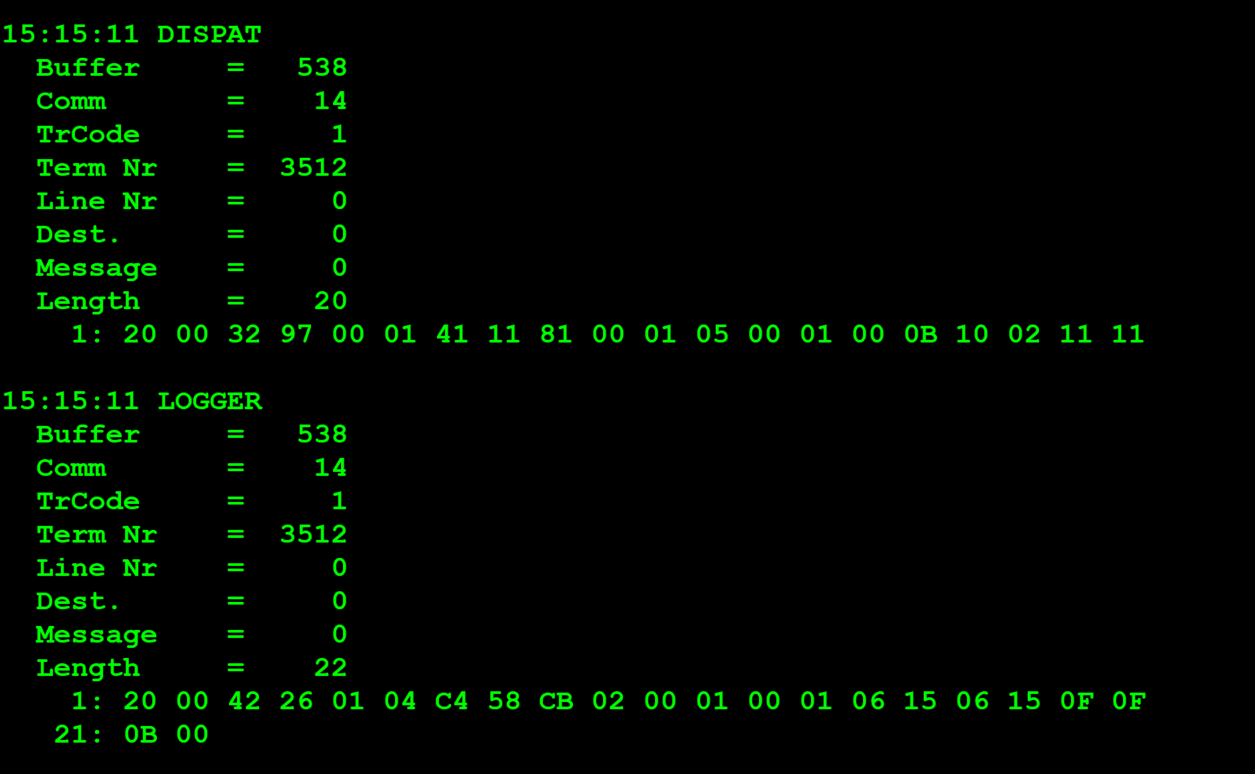 15:15:11 DISPAT
Buffer = 538
Comm = 14
TrCode = 1
Term Nr = 3512
Line Nr = 0
Dest. = 0
Message = 0
Length = 20
1: 20 00 32 97 00 01 41 11 81 00 01 05 00 01 00 0B 10 02 11 11
15:15:11 LOGGER
Buffer = 538
Comm = 14
TrCode = 1
Term Nr = 3512
Line Nr = 0
Dest. = 0
Message = 0
Length = 22
1: 20 00 42 26 01 04 C4 58 CB 02 00 01 00 01 06 15 06 15 0F 0F
21: 0B 00